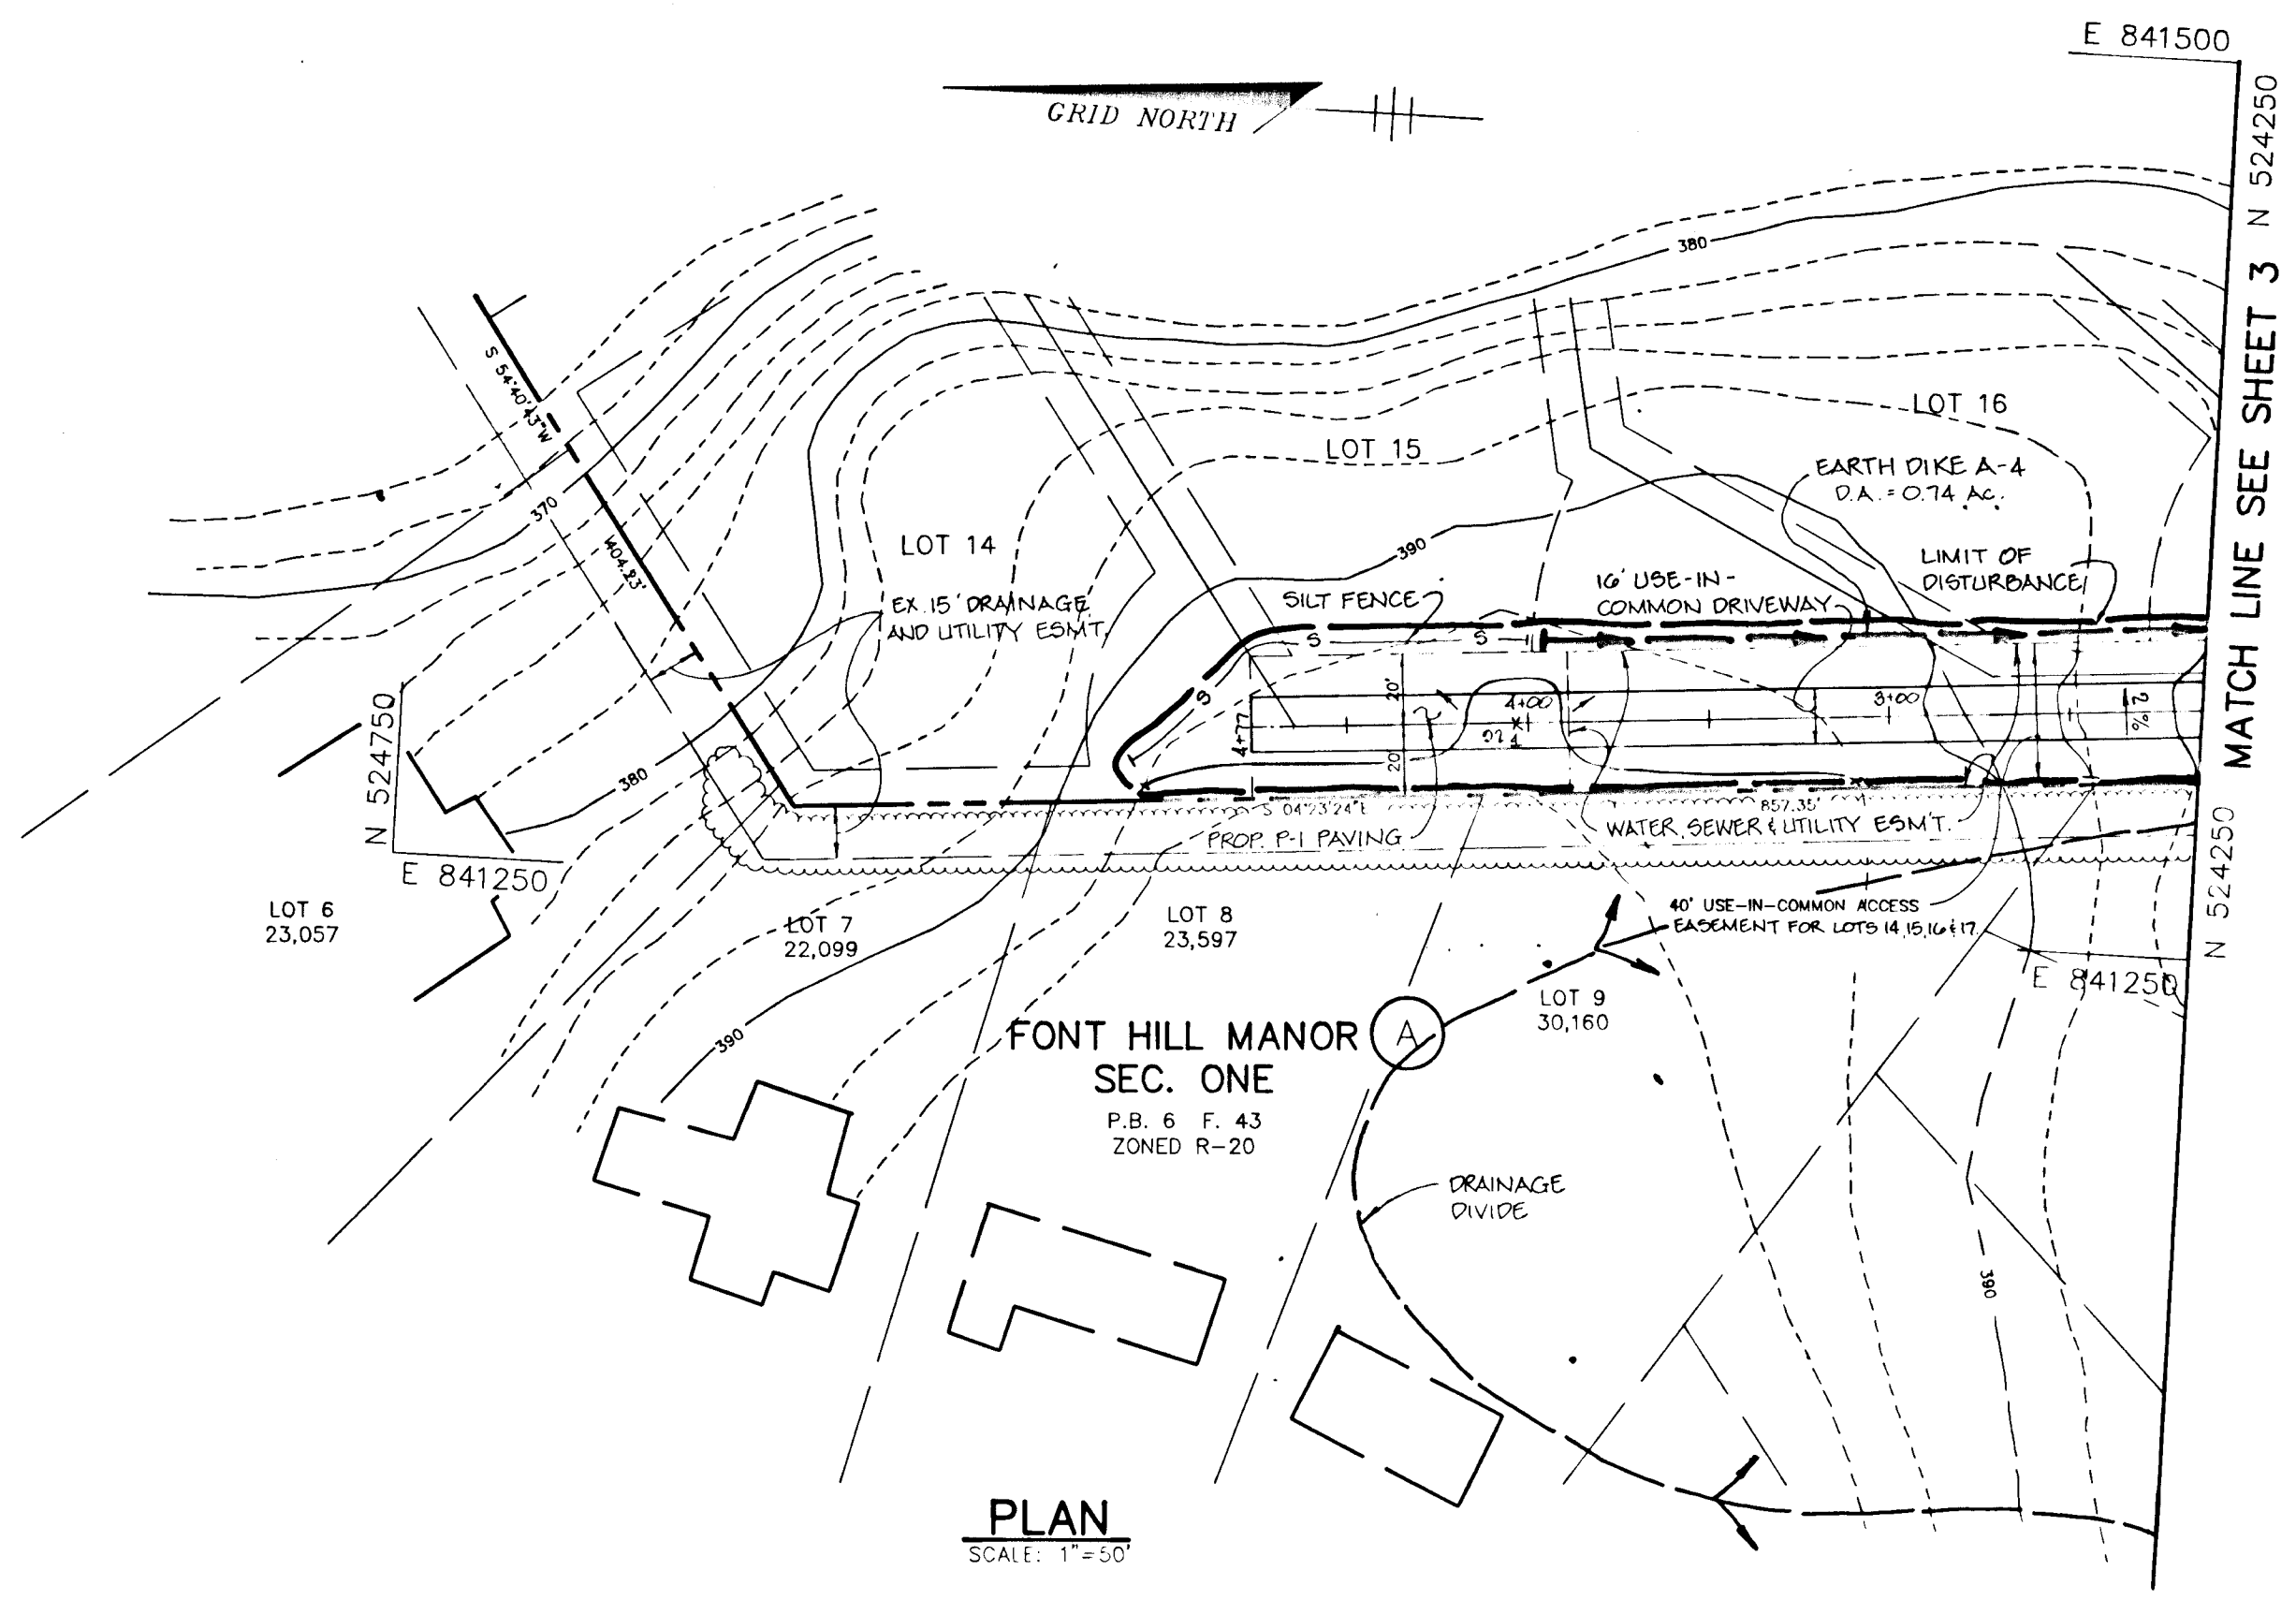 E 841500
N 524250
GRID NORTH
MATCH LINE SEE SHEET 3
380
S 54°40'43"W
LOT 16
LOT 15
EARTH DIKE A-4
D.A. = 0.74 AC.
370
LOT 14
390
404.23'
LIMIT OF
DISTURBANCE
16' USE-IN-
COMMON DRIVEWAY
SILT FENCE
EX. 15' DRAINAGE
AND UTILITY ESM'T.
S
S
S
N 524750
20'
4+00
3+00
2%
4+77
20'
380
S 04°23'24"E
857.35'
PROP. P-1 PAVING
WATER, SEWER & UTILITY ESM'T.
N 524250
E 841250
LOT 6
23,057
LOT 7
22,099
LOT 8
23,597
40' USE-IN-COMMON ACCESS
EASEMENT FOR LOTS 14,15,16 & 17.
E 841250
LOT 9
30,160
390
FONT HILL MANOR
SEC. ONE
A
P.B. 6 F. 43
ZONED R-20
DRAINAGE
DIVIDE
390
PLAN
SCALE: 1"=50'